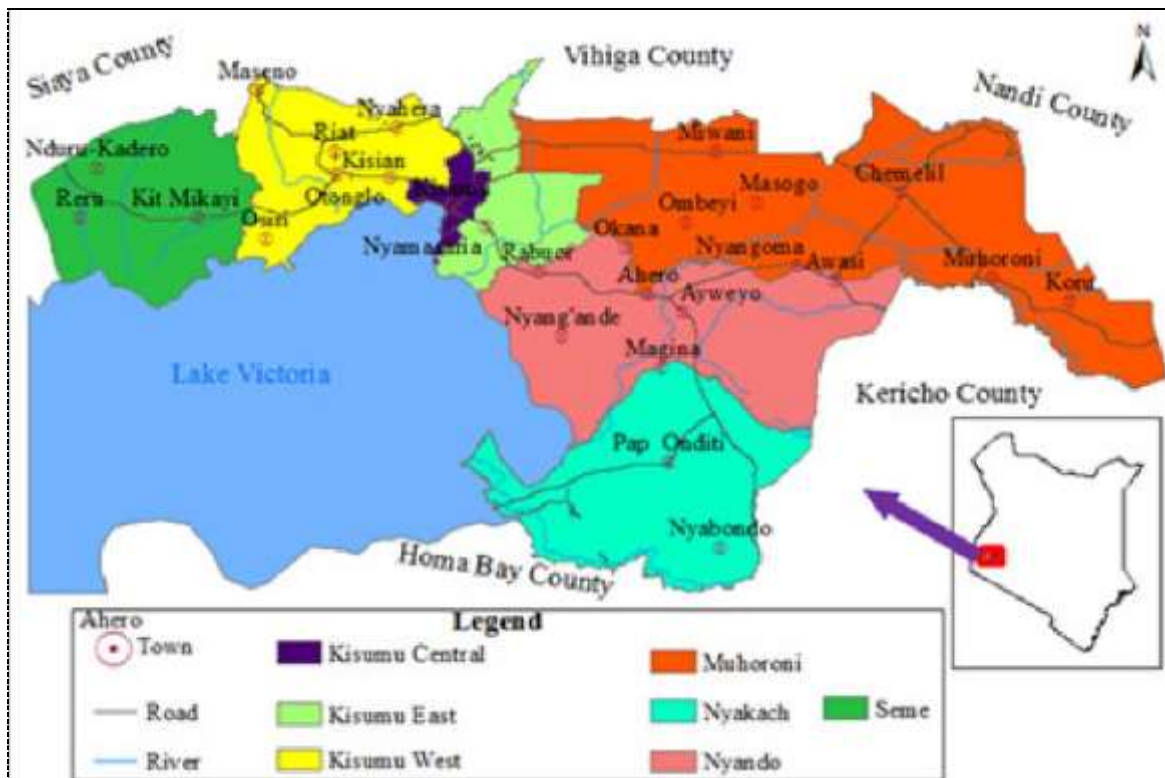 N
Siaya County
Vihiga County
Nandi County
Maseno
Nyahera
Riat
Kisian
Otonglo
Nduru-Kadero
Reru
Kit Mikayi
Miwani
Masogo
Ombeyi
Chemelil
Okana
Nyangoma
Awasi
Muhoroni
Koru
Rabuor
Ahero
Ayweyo
Nyang'ande
Magina
Lake Victoria
Kericho County
Pap Onditi
Nyabondo
Homa Bay County
Legend
Ahero
Town
Road
River
Kisumu Central
Kisumu East
Kisumu West
Muhoroni
Nyakach
Nyando
Seme